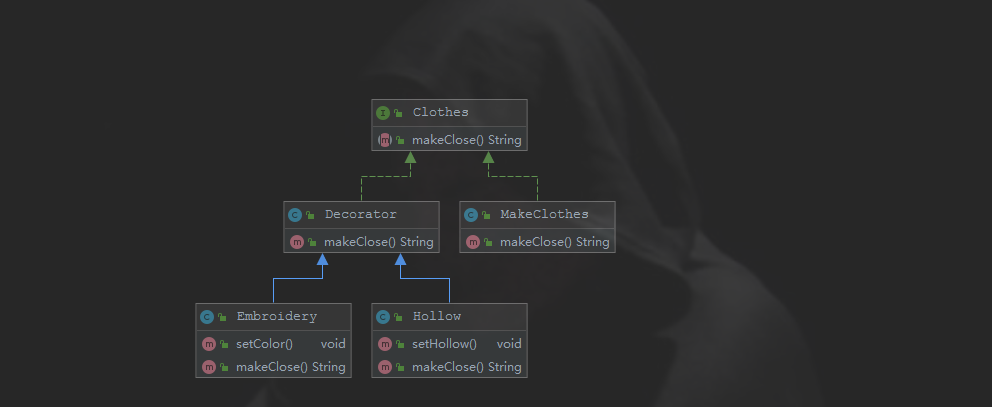 Clothes
makeClose() String
Decorator
makeClose() String
MakeClothes
makeClose() String
Embroidery
setColor() void
makeClose() String
Hollow
setHollow() void
makeClose() String